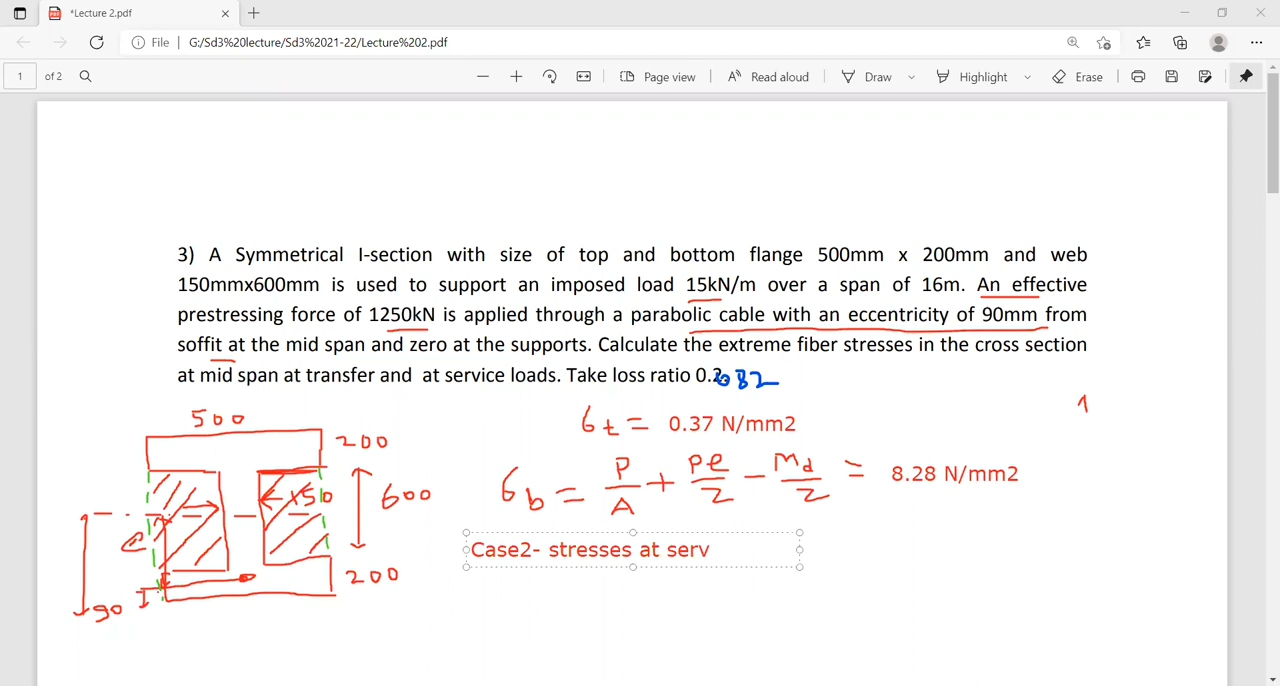 *Lecture 2.pdf
File G:/Sd3%20lecture/Sd3%2021-22/Lecture%202.pdf
1 of 2 Page view Read aloud Draw Highlight Erase
3) A Symmetrical I-section with size of top and bottom flange 500mm x 200mm and web
150mmx600mm is used to support an imposed load 15kN/m over a span of 16m. An effective
prestressing force of 1250kN is applied through a parabolic cable with an eccentricity of 90mm from
soffit at the mid span and zero at the supports. Calculate the extreme fiber stresses in the cross section
at mid span at transfer and at service loads. Take loss ratio 0.2
82
500
200
150
600
200
e
90
1
6t = 0.37 N/mm2
6b = P/A + Pe/Z - Md/Z = 8.28 N/mm2
Case2- stresses at serv